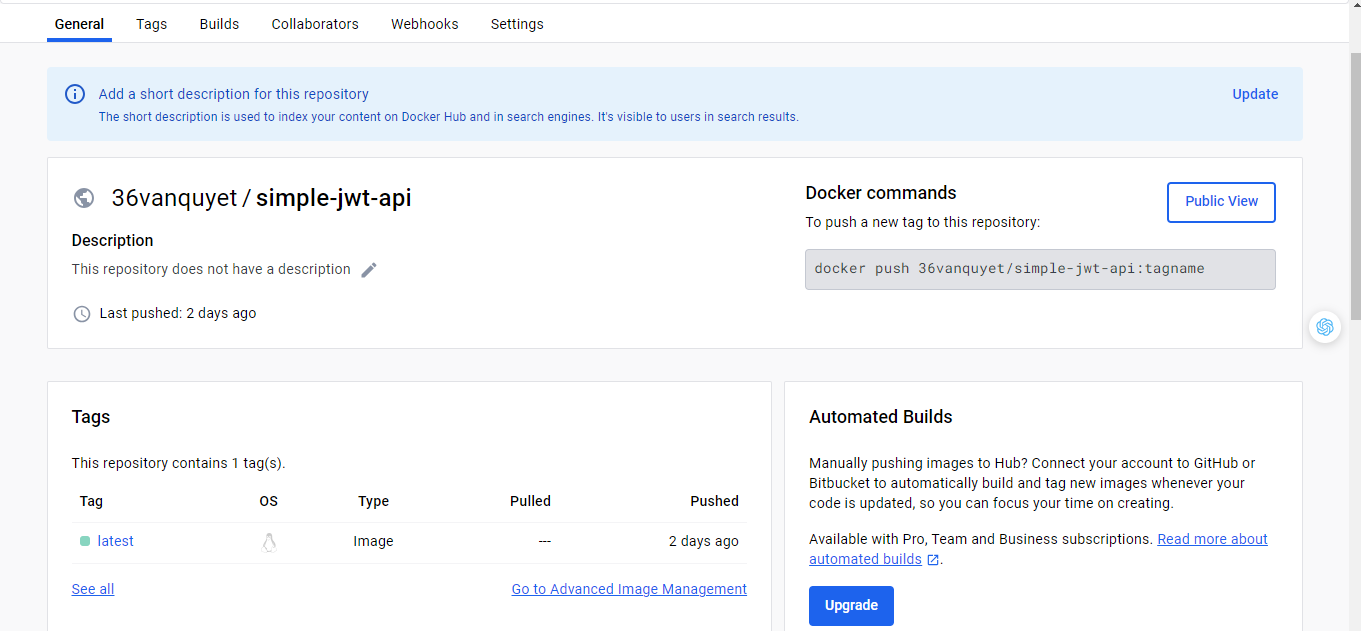 General Tags Builds Collaborators Webhooks Settings
Add a short description for this repository Update
The short description is used to index your content on Docker Hub and in search engines. It's visible to users in search results.
36vanquyet / simple-jwt-api
Description
This repository does not have a description
Last pushed: 2 days ago
Docker commands
Public View
To push a new tag to this repository:
docker push 36vanquyet/simple-jwt-api:tagname
Tags
This repository contains 1 tag(s).
Tag OS Type Pulled Pushed
latest Image --- 2 days ago
See all Go to Advanced Image Management
Automated Builds
Manually pushing images to Hub? Connect your account to GitHub or
Bitbucket to automatically build and tag new images whenever your
code is updated, so you can focus your time on creating.
Available with Pro, Team and Business subscriptions. Read more about
automated builds .
Upgrade